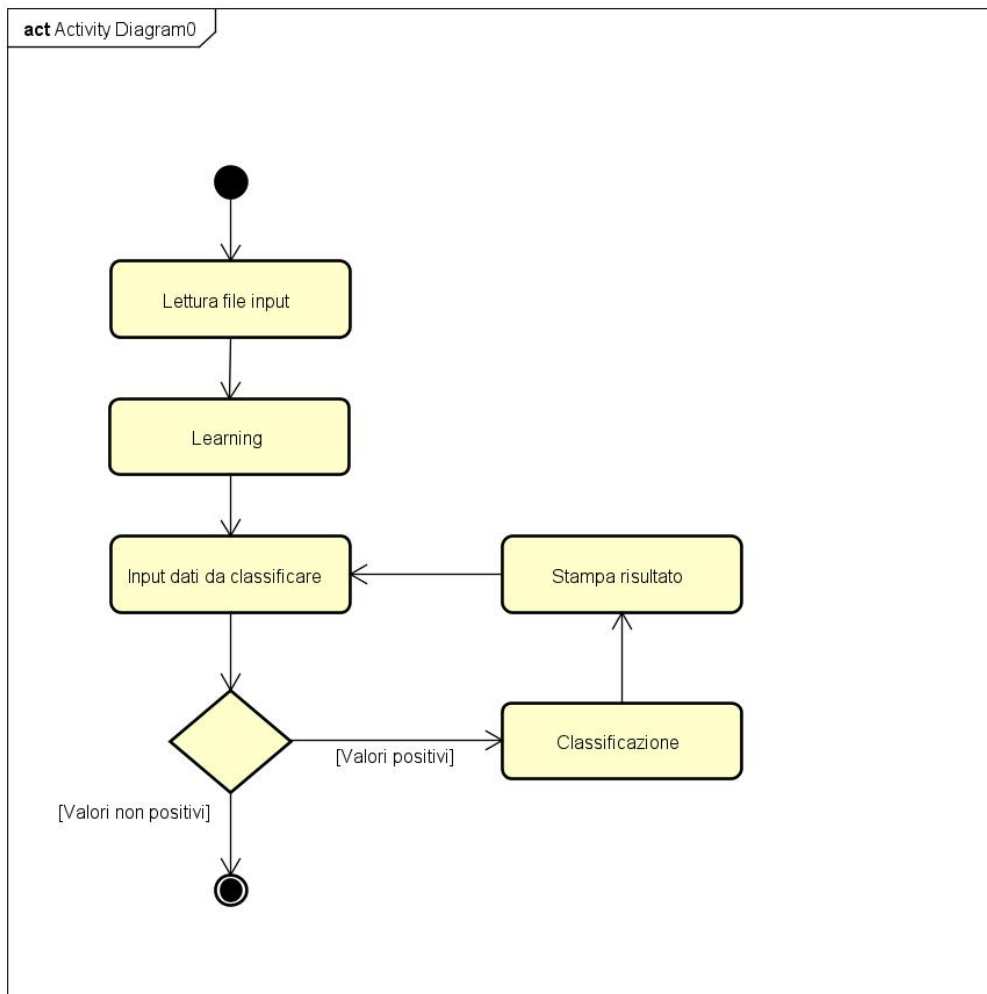 act Activity Diagram0
Lettura file input
Learning
Input dati da classificare
Stampa risultato
[Valori positivi]
Classificazione
[Valori non positivi]